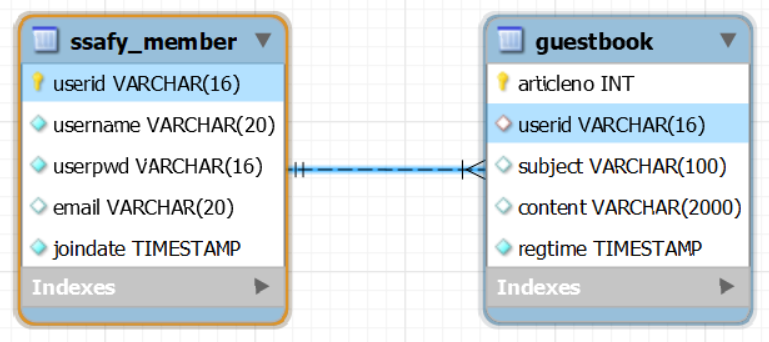 ssafy_member
userid VARCHAR(16)
username VARCHAR(20)
userpwd VARCHAR(16)
email VARCHAR(20)
joindate TIMESTAMP
Indexes
guestbook
articleno INT
userid VARCHAR(16)
subject VARCHAR(100)
content VARCHAR(2000)
regtime TIMESTAMP
Indexes